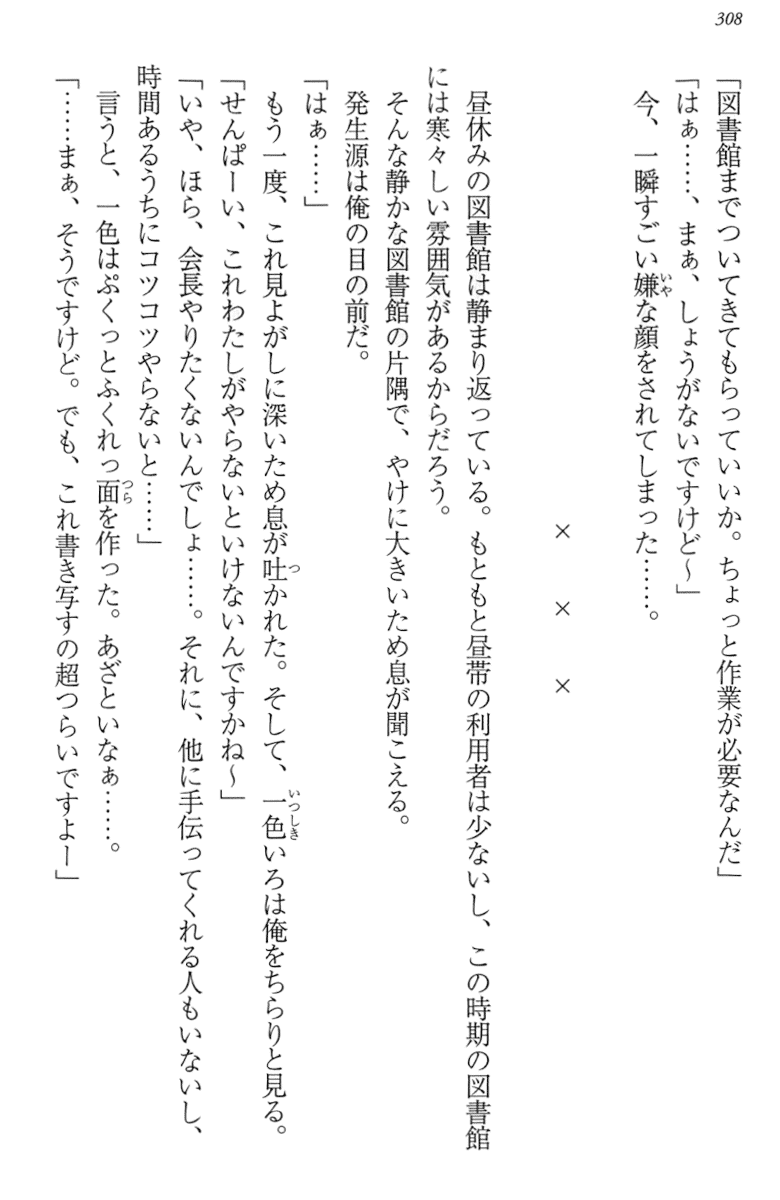 308
「図書館までついてきてもらっていいか。ちょっと作業が必要なんだ」
「はぁ……、まぁ、しょうがないですけど～」
今、一瞬すごい嫌な顔をされてしまった……。
× × ×
昼休みの図書館は静まり返っている。もともと昼帯の利用者は少ないし、この時期の図書館
には寒々しい雰囲気があるからだろう。
そんな静かな図書館の片隅で、やけに大きいため息が聞こえる。
発生源は俺の目の前だ。
「はぁ……」
もう一度、これ見よがしに深いため息が吐かれた。そして、一色いろは俺をちらりと見る。
「せんぱーい、これわたしがやらないといけないんですかね～」
「いや、ほら、会長やりたくないんでしょ……。それに、他に手伝ってくれる人もいないし、
時間あるうちにコツコツやらないと……」
言うと、一色はぷくっとふくれっ面を作った。あざといなぁ……。
「……まぁ、そうですけど。でも、これ書き写すの超つらいですよー」